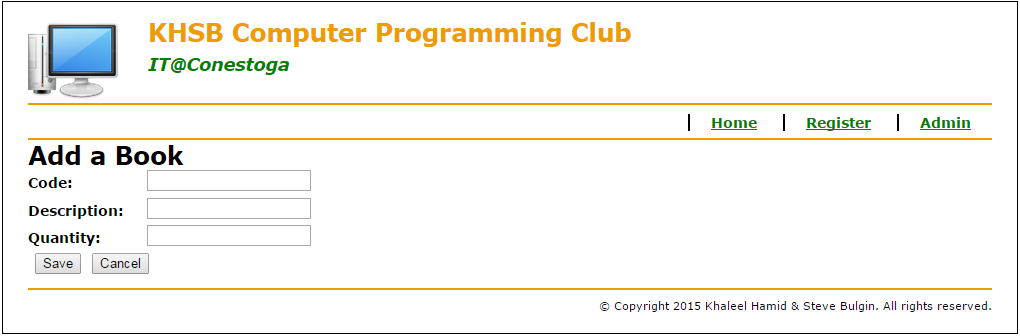 KHSB Computer Programming Club
IT@Conestoga
Home Register Admin
Add a Book
Code:
Description:
Quantity:
Save Cancel
© Copyright 2015 Khaleel Hamid & Steve Bulgin. All rights reserved.